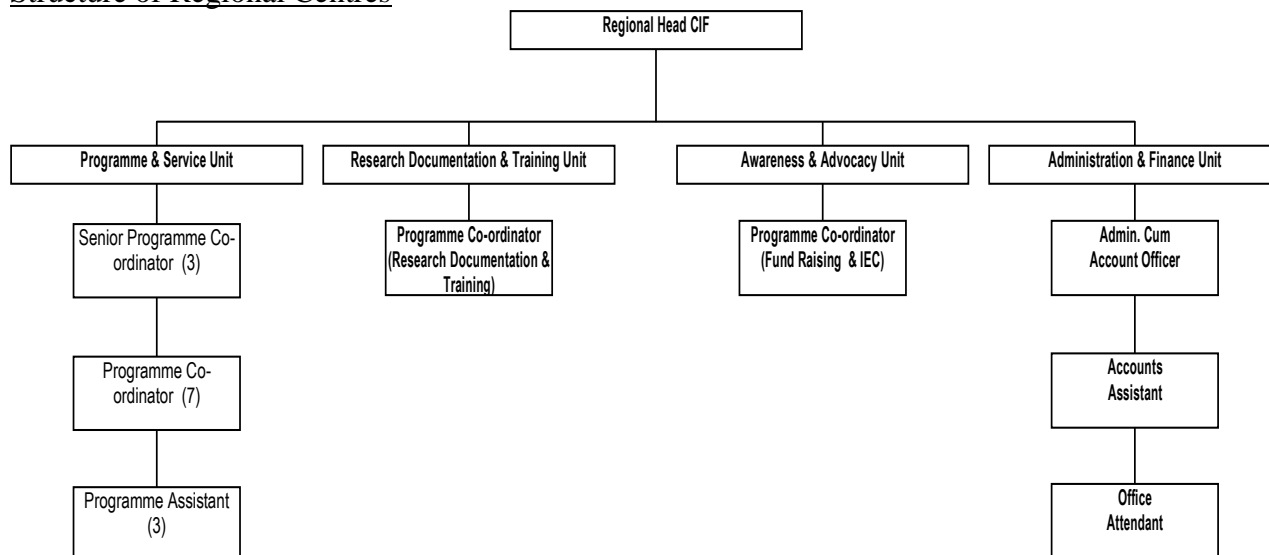 Structure of Regional Centres
Regional Head CIF
Programme & Service Unit
Research Documentation & Training Unit
Awareness & Advocacy Unit
Administration & Finance Unit
Senior Programme Co-
ordinator (3)
Programme Co-ordinator
(Research Documentation &
Training)
Programme Co-ordinator
(Fund Raising & IEC)
Admin. Cum
Account Officer
Programme Co-
ordinator (7)
Accounts
Assistant
Programme Assistant
(3)
Office
Attendant